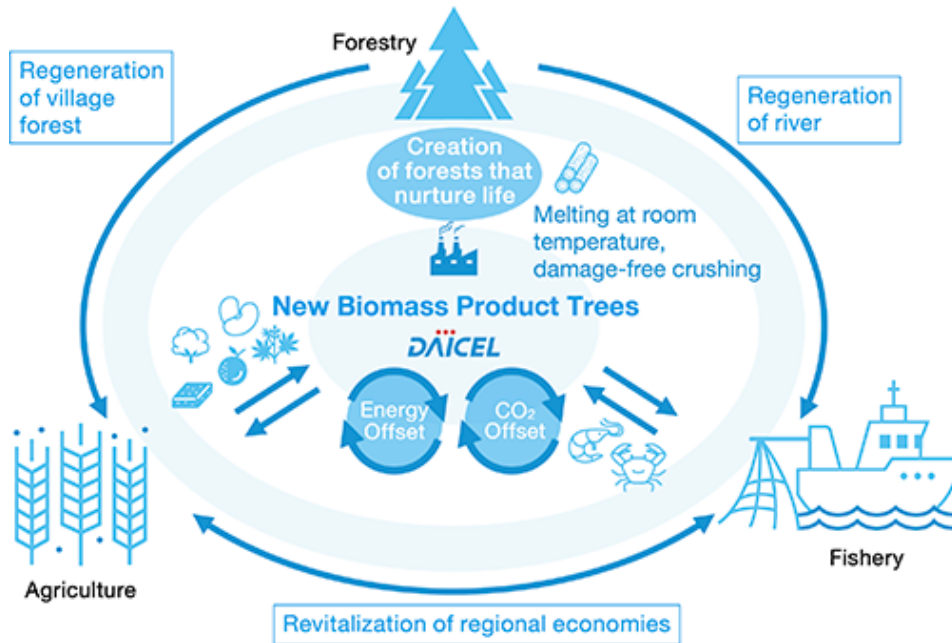 Forestry
Regeneration
of village
forest
Regeneration
of river
Creation
of forests that
nurture life
Melting at room
temperature,
damage-free crushing
New Biomass Product Trees
DAICEL
Energy
Offset
CO₂
Offset
Agriculture
Fishery
Revitalization of regional economies